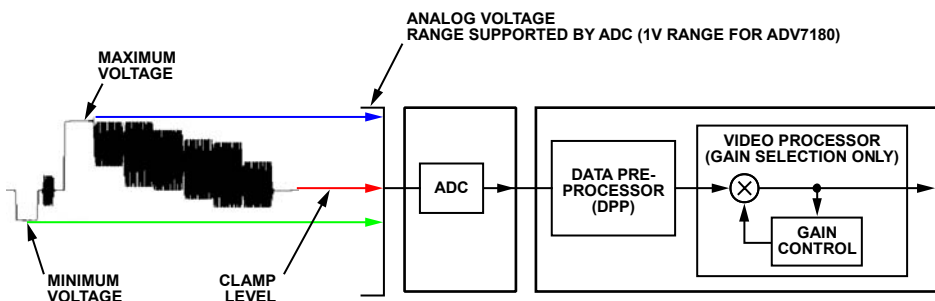 ANALOG VOLTAGE
RANGE SUPPORTED BY ADC (1V RANGE FOR ADV7180)
MAXIMUM
VOLTAGE
VIDEO PROCESSOR
(GAIN SELECTION ONLY)
ADC
DATA PRE-
PROCESSOR
(DPP)
GAIN
CONTROL
MINIMUM
VOLTAGE
CLAMP
LEVEL